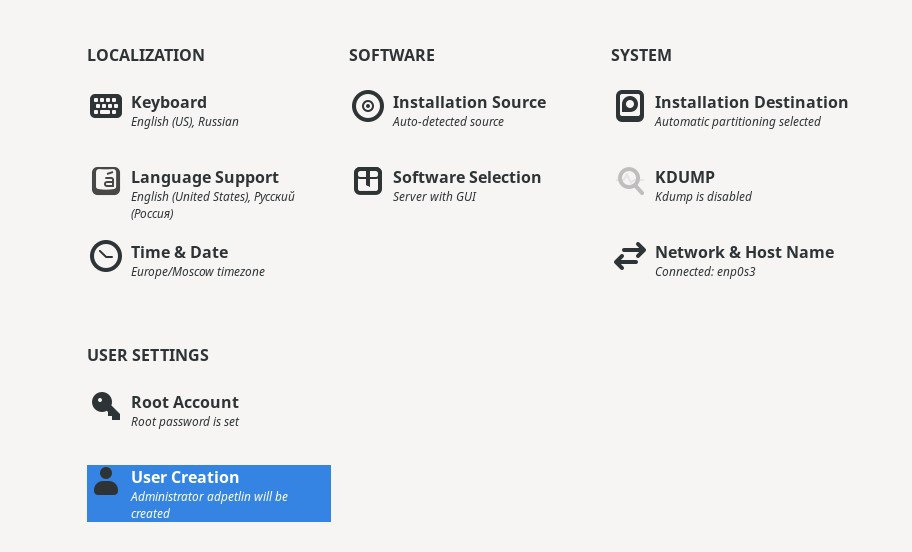 LOCALIZATION
Keyboard
English (US), Russian
Language Support
English (United States), Русский
(Россия)
Time & Date
Europe/Moscow timezone
SOFTWARE
Installation Source
Auto-detected source
Software Selection
Server with GUI
SYSTEM
Installation Destination
Automatic partitioning selected
KDUMP
Kdump is disabled
Network & Host Name
Connected: enp0s3
USER SETTINGS
Root Account
Root password is set
User Creation
Administrator adpetlin will be
created